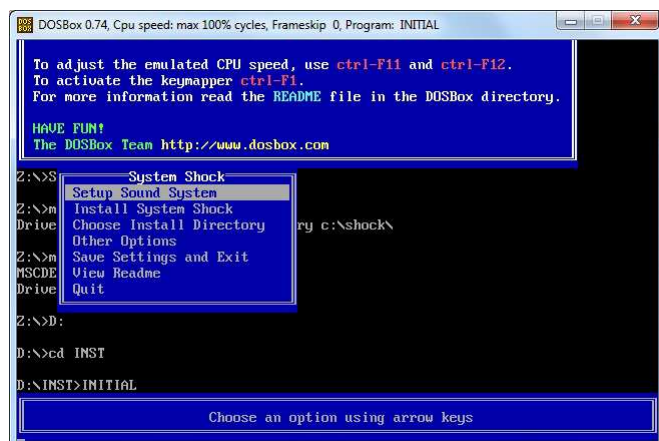 DOSBox 0.74, Cpu speed: max 100% cycles, Frameskip 0, Program: INITIAL
To adjust the emulated CPU speed, use ctrl-F11 and ctrl-F12.
To activate the keymapper ctrl-F1.
For more information read the README file in the DOSBox directory.
HAVE FUN!
The DOSBox Team http://www.dosbox.com
Z:\>S
System Shock
Setup Sound System
Z:\>m
Install System Shock
Drive
Choose Install Directory
ry c:\shock\
Other Options
Z:\>m
Save Settings and Exit
MSCDE
View Readme
Drive
Quit
Z:\>D:
D:\>cd INST
D:\INST>INITIAL
Choose an option using arrow keys